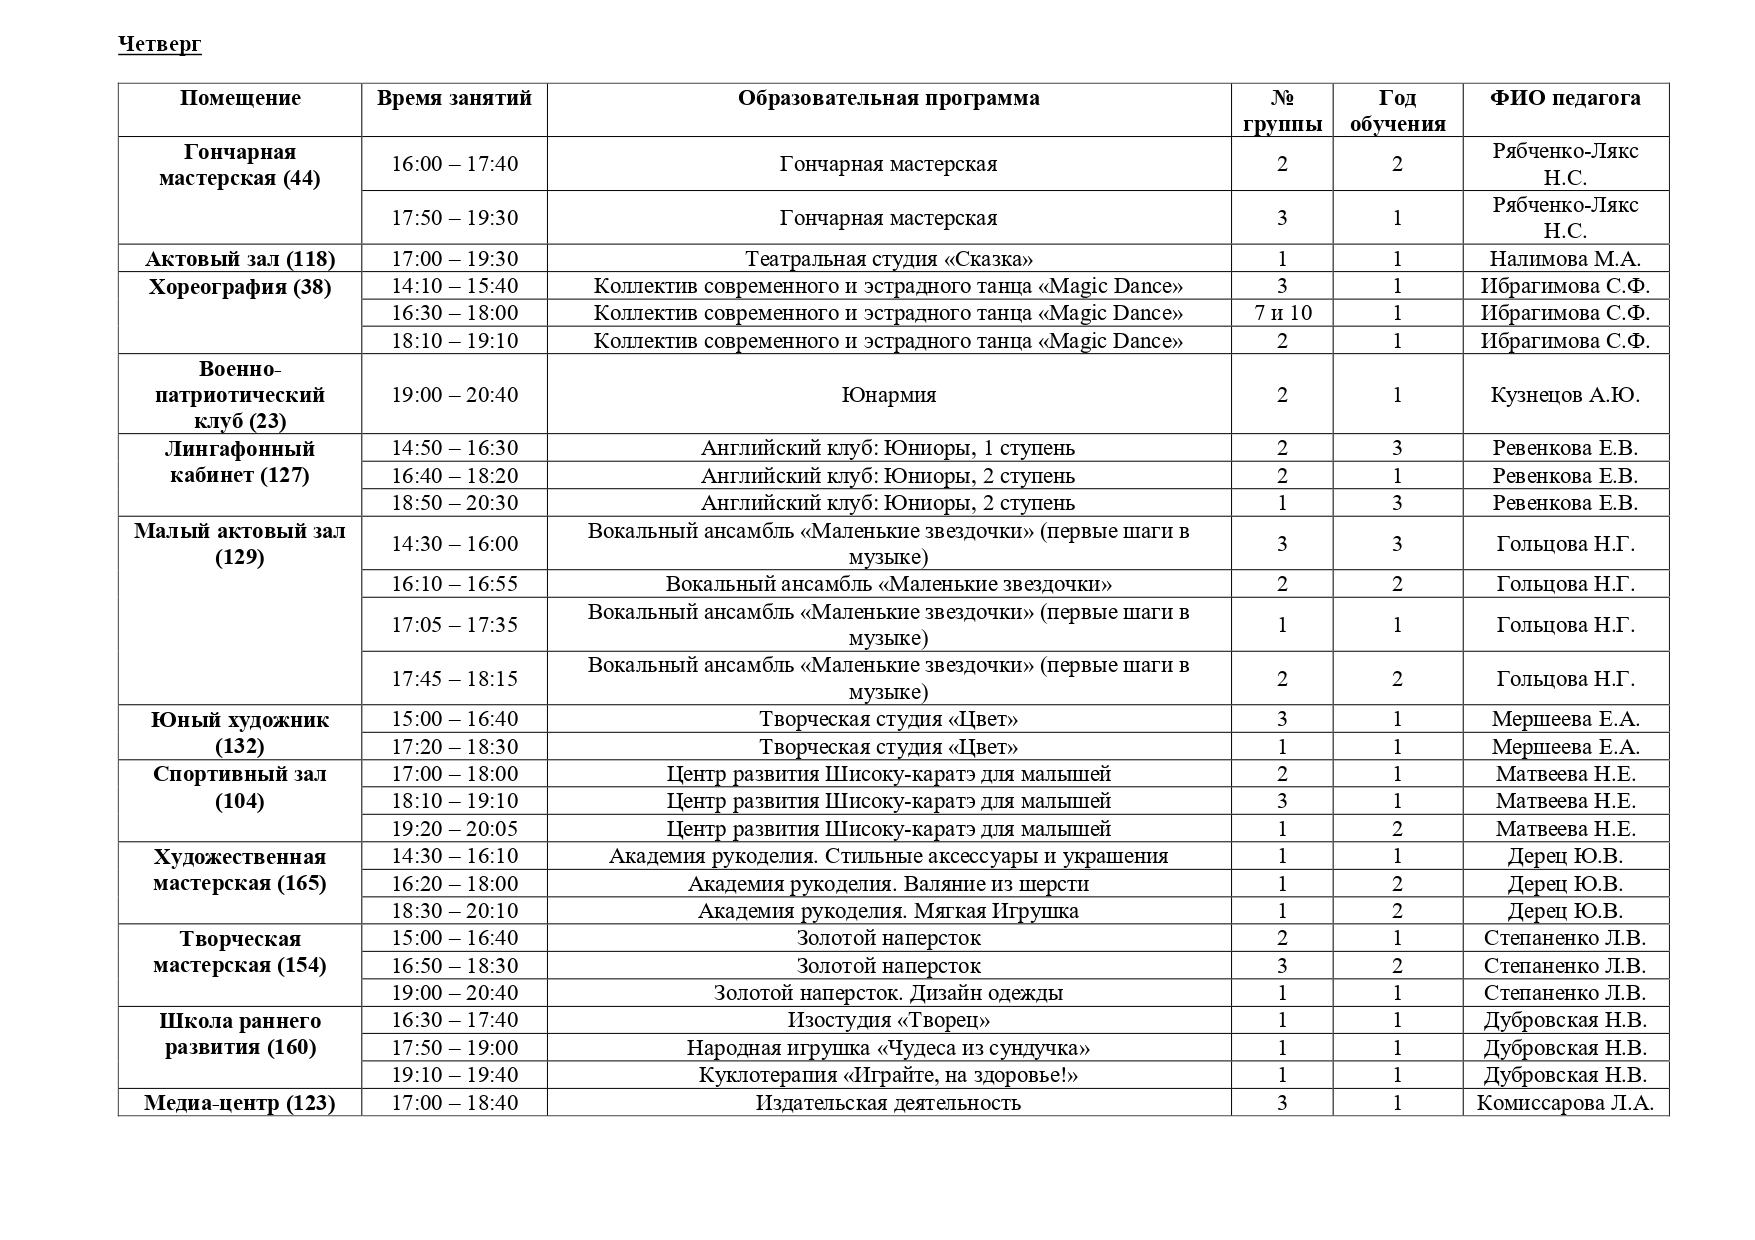 Четверг
Помещение Время занятий Образовательная программа № группы Год обучения ФИО педагога
Гончарная мастерская (44) 16:00 – 17:40 Гончарная мастерская 2 2 Рябченко-Лякс Н.С.
17:50 – 19:30 Гончарная мастерская 3 1 Рябченко-Лякс Н.С.
Актовый зал (118) 17:00 – 19:30 Театральная студия «Сказка» 1 1 Налимова М.А.
Хореография (38) 14:10 – 15:40 Коллектив современного и эстрадного танца «Magic Dance» 3 1 Ибрагимова С.Ф.
16:30 – 18:00 Коллектив современного и эстрадного танца «Magic Dance» 7 и 10 1 Ибрагимова С.Ф.
18:10 – 19:10 Коллектив современного и эстрадного танца «Magic Dance» 2 1 Ибрагимова С.Ф.
Военно-патриотический клуб (23) 19:00 – 20:40 Юнармия 2 1 Кузнецов А.Ю.
Лингафонный кабинет (127) 14:50 – 16:30 Английский клуб: Юниоры, 1 ступень 2 3 Ревенкова Е.В.
16:40 – 18:20 Английский клуб: Юниоры, 2 ступень 2 1 Ревенкова Е.В.
18:50 – 20:30 Английский клуб: Юниоры, 2 ступень 1 3 Ревенкова Е.В.
Малый актовый зал (129) 14:30 – 16:00 Вокальный ансамбль «Маленькие звездочки» (первые шаги в музыке) 3 3 Гольцова Н.Г.
16:10 – 16:55 Вокальный ансамбль «Маленькие звездочки» 2 2 Гольцова Н.Г.
17:05 – 17:35 Вокальный ансамбль «Маленькие звездочки» (первые шаги в музыке) 1 1 Гольцова Н.Г.
17:45 – 18:15 Вокальный ансамбль «Маленькие звездочки» (первые шаги в музыке) 2 2 Гольцова Н.Г.
Юный художник (132) 15:00 – 16:40 Творческая студия «Цвет» 3 1 Мершеева Е.А.
17:20 – 18:30 Творческая студия «Цвет» 1 1 Мершеева Е.А.
Спортивный зал (104) 17:00 – 18:00 Центр развития Шисоку-каратэ для малышей 2 1 Матвеева Н.Е.
18:10 – 19:10 Центр развития Шисоку-каратэ для малышей 3 1 Матвеева Н.Е.
19:20 – 20:05 Центр развития Шисоку-каратэ для малышей 1 2 Матвеева Н.Е.
Художественная мастерская (165) 14:30 – 16:10 Академия рукоделия. Стильные аксессуары и украшения 1 1 Дерец Ю.В.
16:20 – 18:00 Академия рукоделия. Валяние из шерсти 1 2 Дерец Ю.В.
18:30 – 20:10 Академия рукоделия. Мягкая Игрушка 1 2 Дерец Ю.В.
Творческая мастерская (154) 15:00 – 16:40 Золотой наперсток 2 1 Степаненко Л.В.
16:50 – 18:30 Золотой наперсток 3 2 Степаненко Л.В.
19:00 – 20:40 Золотой наперсток. Дизайн одежды 1 1 Степаненко Л.В.
Школа раннего развития (160) 16:30 – 17:40 Изостудия «Творец» 1 1 Дубровская Н.В.
17:50 – 19:00 Народная игрушка «Чудеса из сундучка» 1 1 Дубровская Н.В.
19:10 – 19:40 Куклотерапия «Играйте, на здоровье!» 1 1 Дубровская Н.В.
Медиа-центр (123) 17:00 – 18:40 Издательская деятельность 3 1 Комиссарова Л.А.